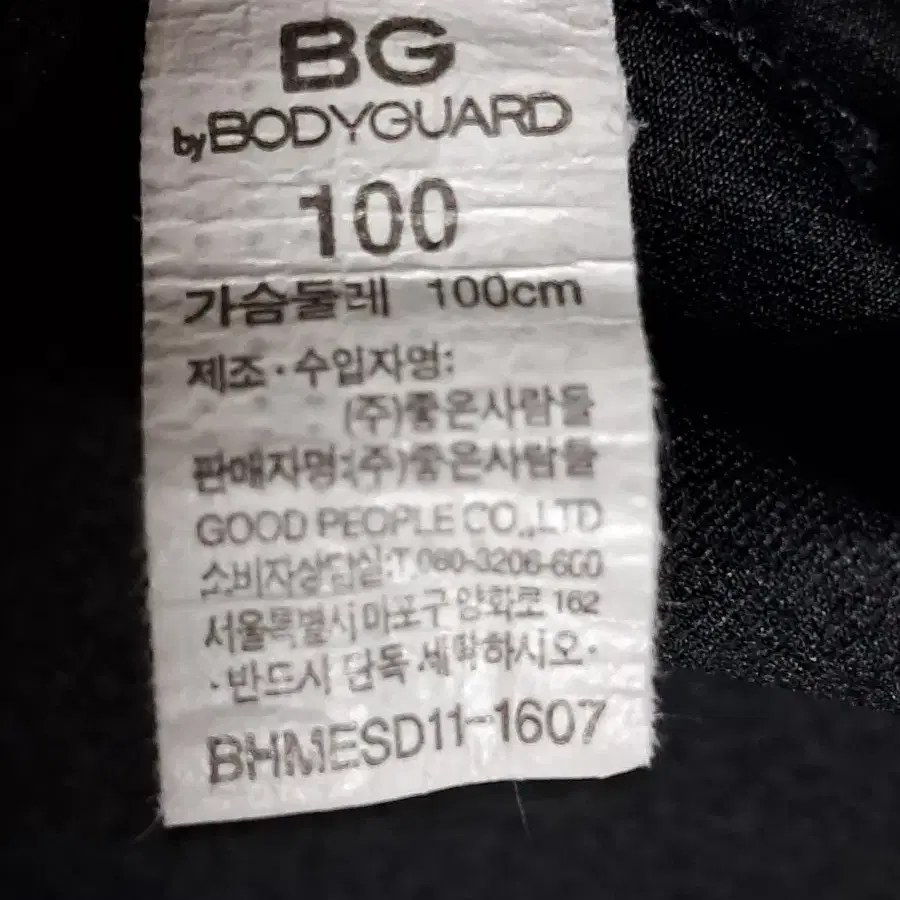 BG
by BODYGUARD
100
가슴둘레 100cm
제조·수입자명:
(주)좋은사람들
판매자명:(주)좋은사람들
GOOD PEOPLE CO.,LTD
소비자상담실:T.080-3206-600
서울특별시 마포구 양화로 162
·반드시 단독 세탁하시오·
BHMESD11-1607